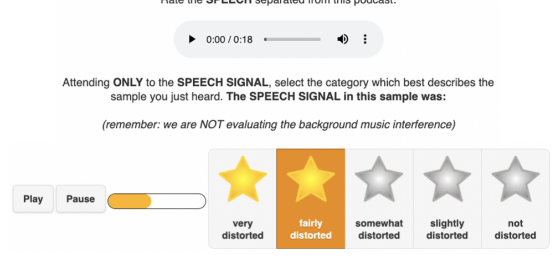 Rate the SPEECH separated from this podcast.
0:00 / 0:18
Attending ONLY to the SPEECH SIGNAL, select the category which best describes the
sample you just heard. The SPEECH SIGNAL in this sample was:
(remember: we are NOT evaluating the background music interference)
Play Pause
very
distorted
fairly
distorted
somewhat
distorted
slightly
distorted
not
distorted